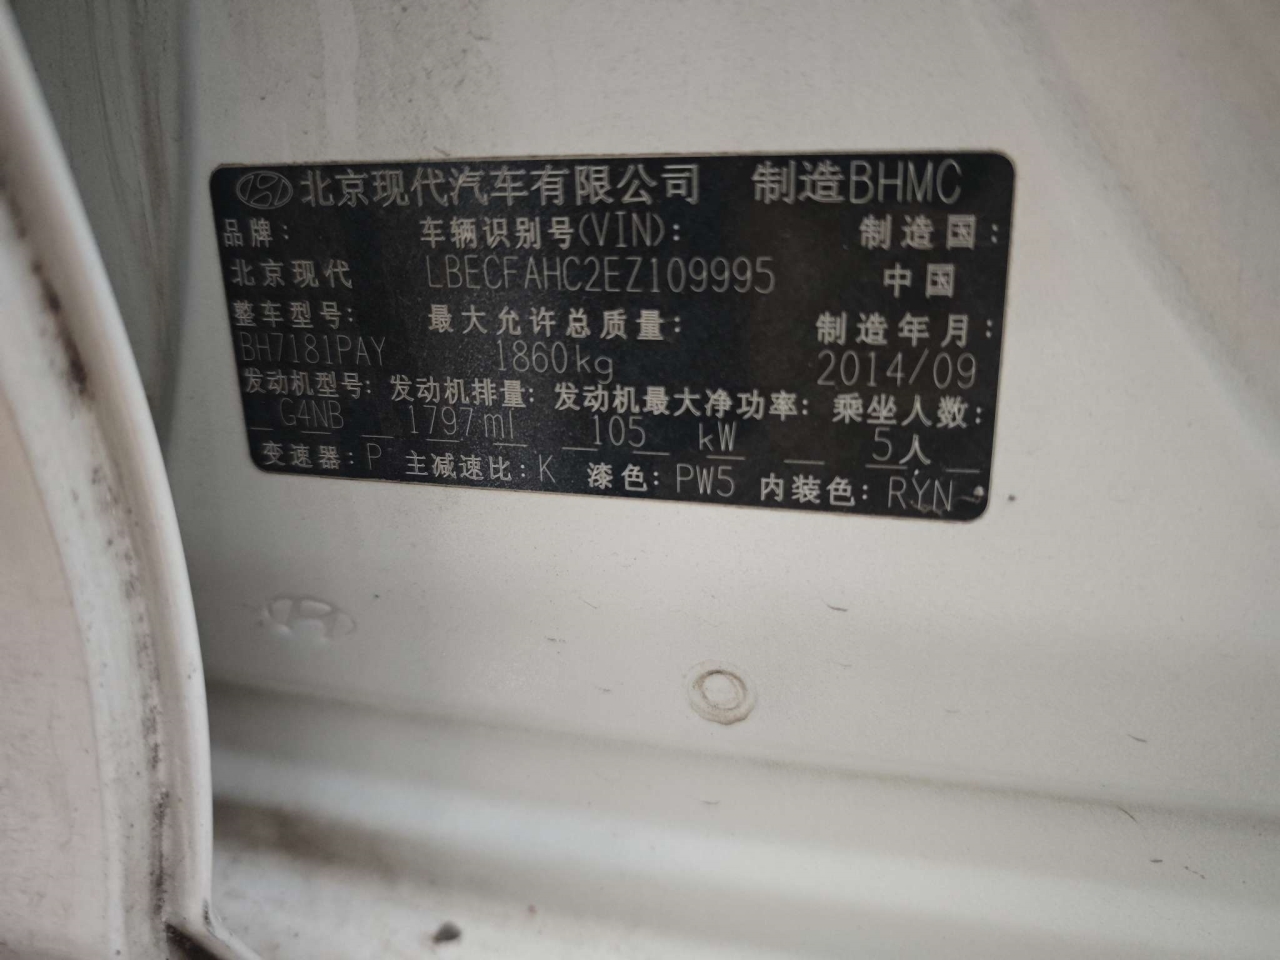 北京现代汽车有限公司 制造BHMC
品牌: 车辆识别号(VIN): 制造国:
北京现代 LBECFAHC2EZ109995 中国
整车型号: 最大允许总质量: 制造年月:
BH7181PAY 1860kg 2014/09
发动机型号: 发动机排量: 发动机最大净功率: 乘坐人数:
G4NB 1797ml 105 kW 5人
变速器: P 主减速比: K 漆色: PW5 内装色: RYN